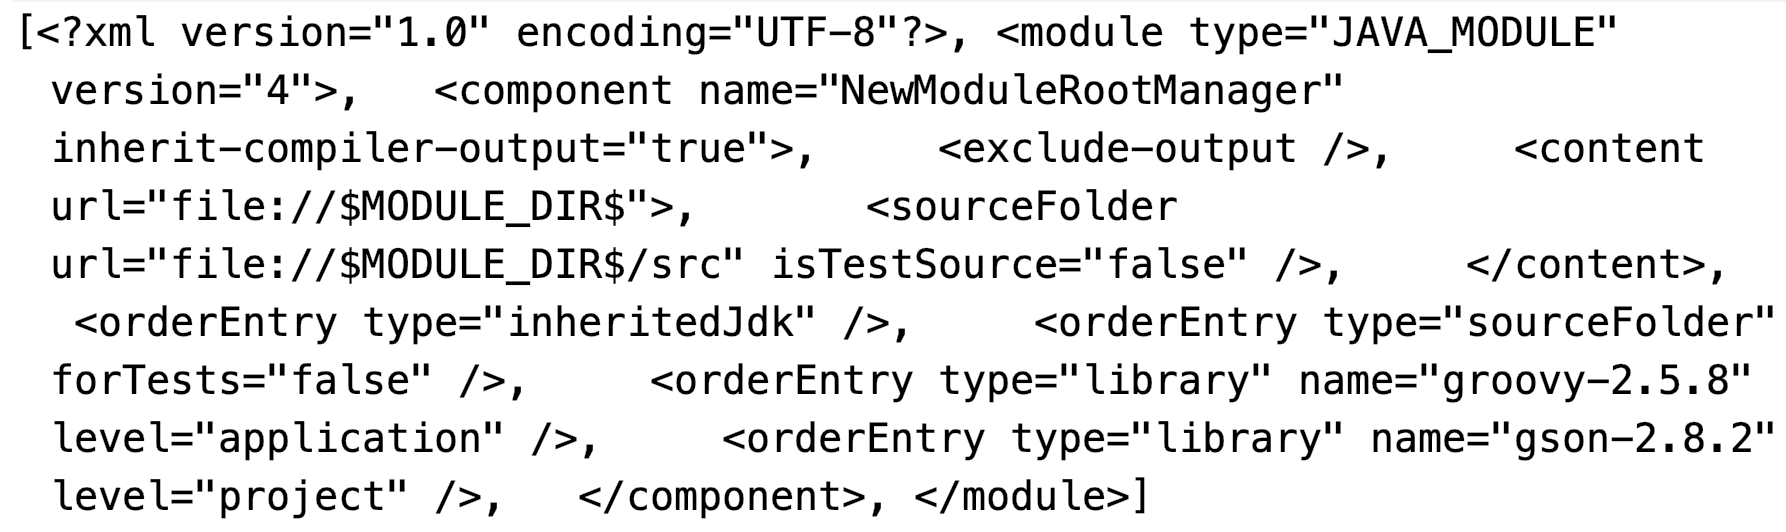 [<?xml version="1.0" encoding="UTF-8"?>, <module type="JAVA_MODULE"
version="4">,   <component name="NewModuleRootManager"
inherit-compiler-output="true">,     <exclude-output />,     <content
url="file://$MODULE_DIR$">,       <sourceFolder
url="file://$MODULE_DIR$/src" isTestSource="false" />,     </content>,
<orderEntry type="inheritedJdk" />,     <orderEntry type="sourceFolder"
forTests="false" />,     <orderEntry type="library" name="groovy-2.5.8"
level="application" />,     <orderEntry type="library" name="gson-2.8.2"
level="project" />,   </component>, </module>]